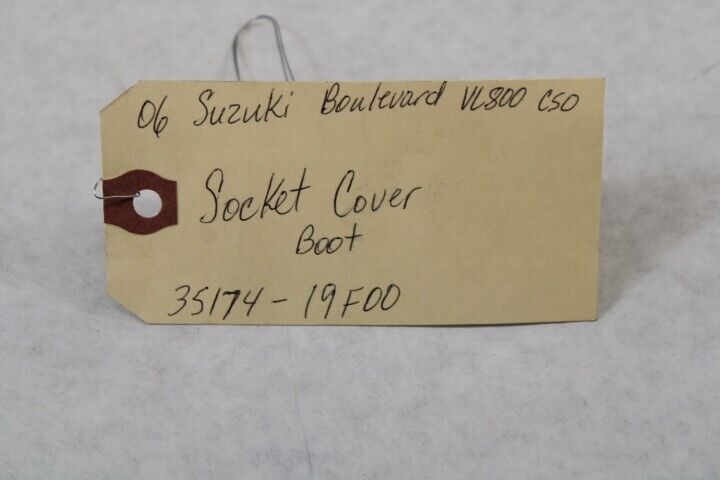 06 Suzuki Boulevard VL800 C50
Socket Cover
Boot
35174-19F00